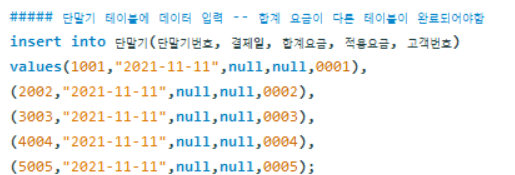 ##### 단말기 테이블에 데이터 입력 -- 합계 요금이 다른 테이블이 완료되어야함
insert into 단말기(단말기번호, 결제일, 합계요금, 적용요금, 고객번호)
values(1001,"2021-11-11",null,null,0001),
(2002,"2021-11-11",null,null,0002),
(3003,"2021-11-11",null,null,0003),
(4004,"2021-11-11",null,null,0004),
(5005,"2021-11-11",null,null,0005);